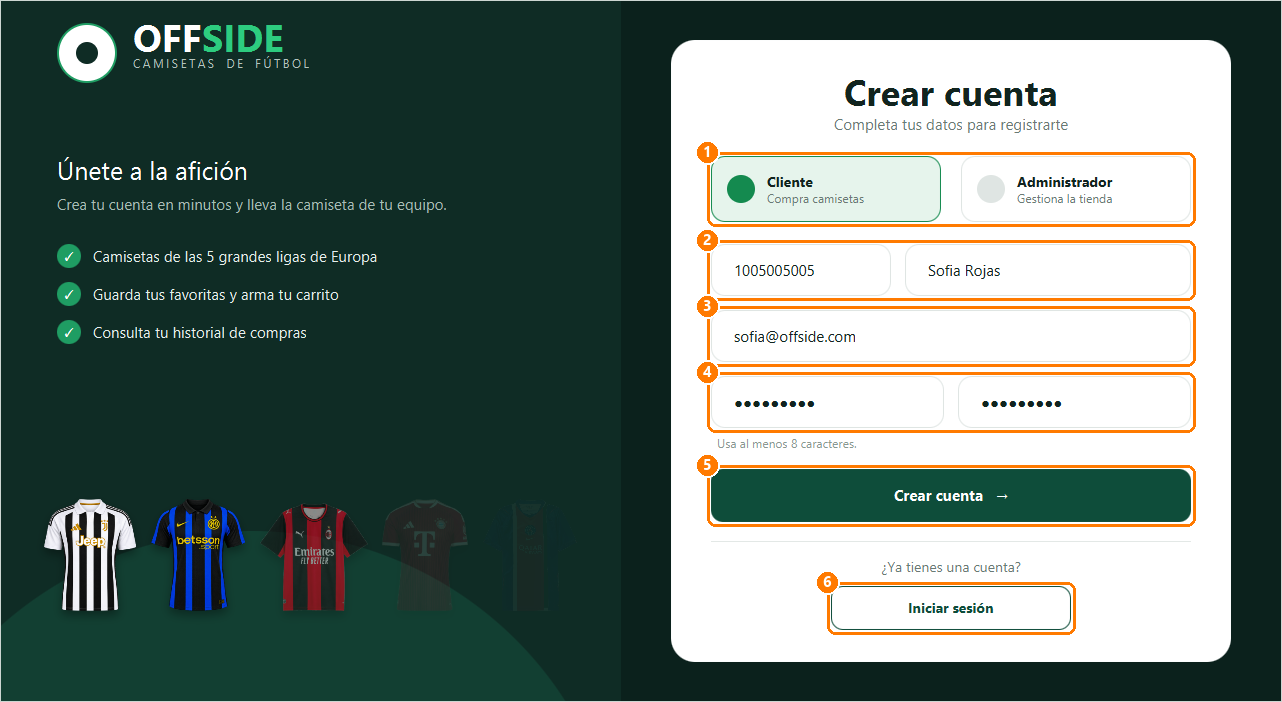 OFFSIDE
CAMISETAS DE FÚTBOL
Únete a la afición
Crea tu cuenta en minutos y lleva la camiseta de tu equipo.
✓ Camisetas de las 5 grandes ligas de Europa
✓ Guarda tus favoritas y arma tu carrito
✓ Consulta tu historial de compras
Jeep
betsson
.sport
Emirates
FLY BETTER
T
Crear cuenta
Completa tus datos para registrarte
1
Cliente
Compra camisetas
Administrador
Gestiona la tienda
2
1005005005
Sofia Rojas
3
sofia@offside.com
4
●●●●●●●●●
●●●●●●●●●
Usa al menos 8 caracteres.
5
Crear cuenta →
¿Ya tienes una cuenta?
6
Iniciar sesión